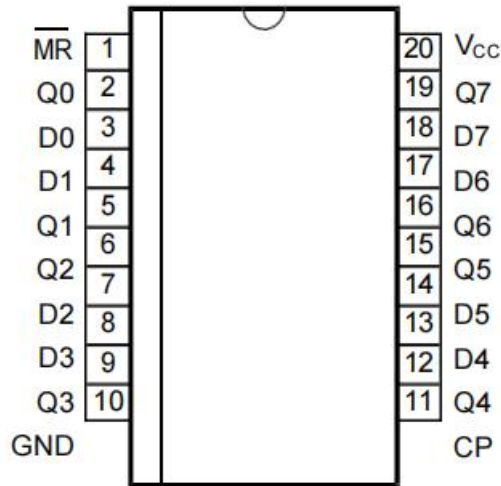 MR 1 20 VCC
Q0 2 19 Q7
D0 3 18 D7
D1 4 17 D6
Q1 5 16 Q6
Q2 6 15 Q5
D2 7 14 D5
D3 8 13 D4
Q3 9 12 Q4
GND 10 11 CP